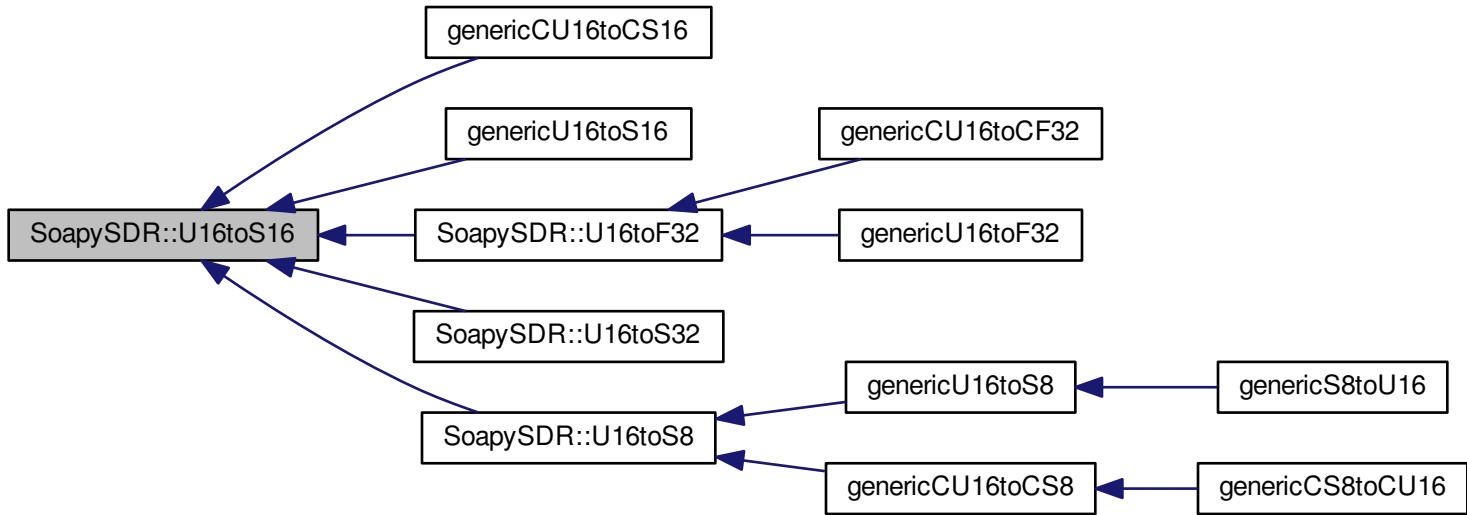 genericCU16toCS16
genericU16toS16
genericCU16toCF32
SoapySDR::U16toS16
SoapySDR::U16toF32
genericU16toF32
SoapySDR::U16toS32
genericU16toS8
genericS8toU16
SoapySDR::U16toS8
genericCU16toCS8
genericCS8toCU16